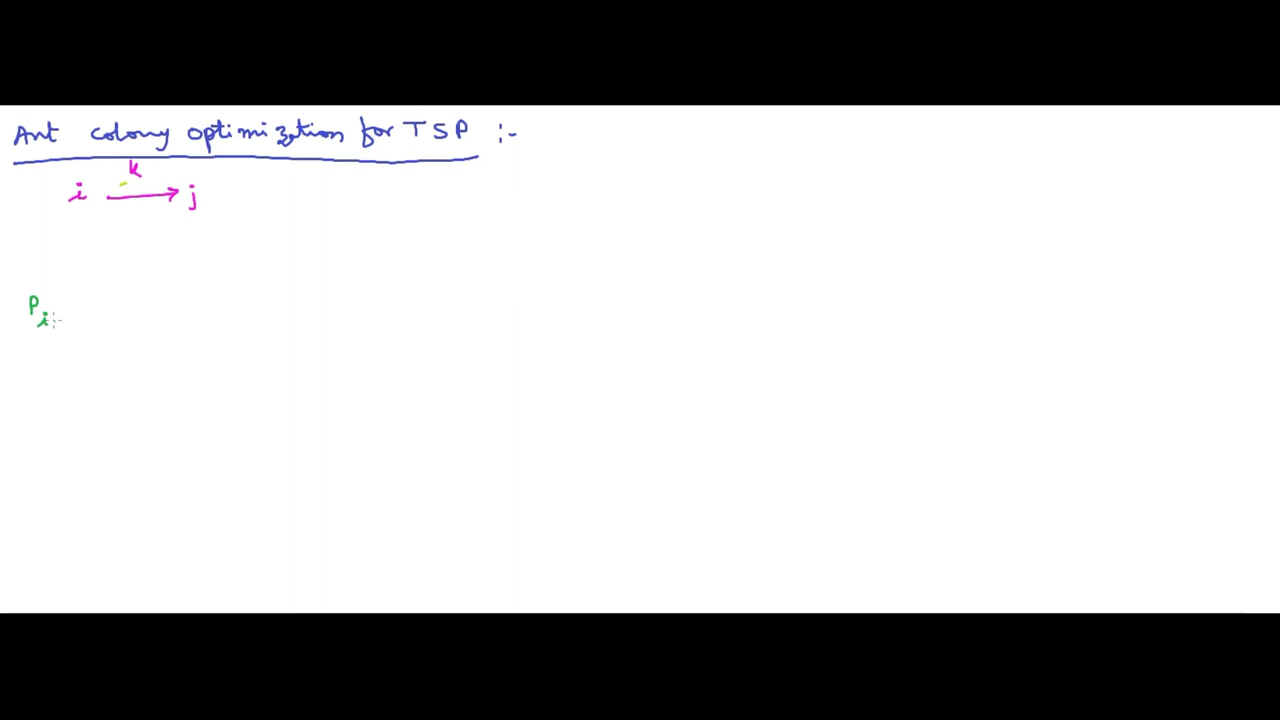 Ant colony optimization for TSP :-
k
i → j
P i